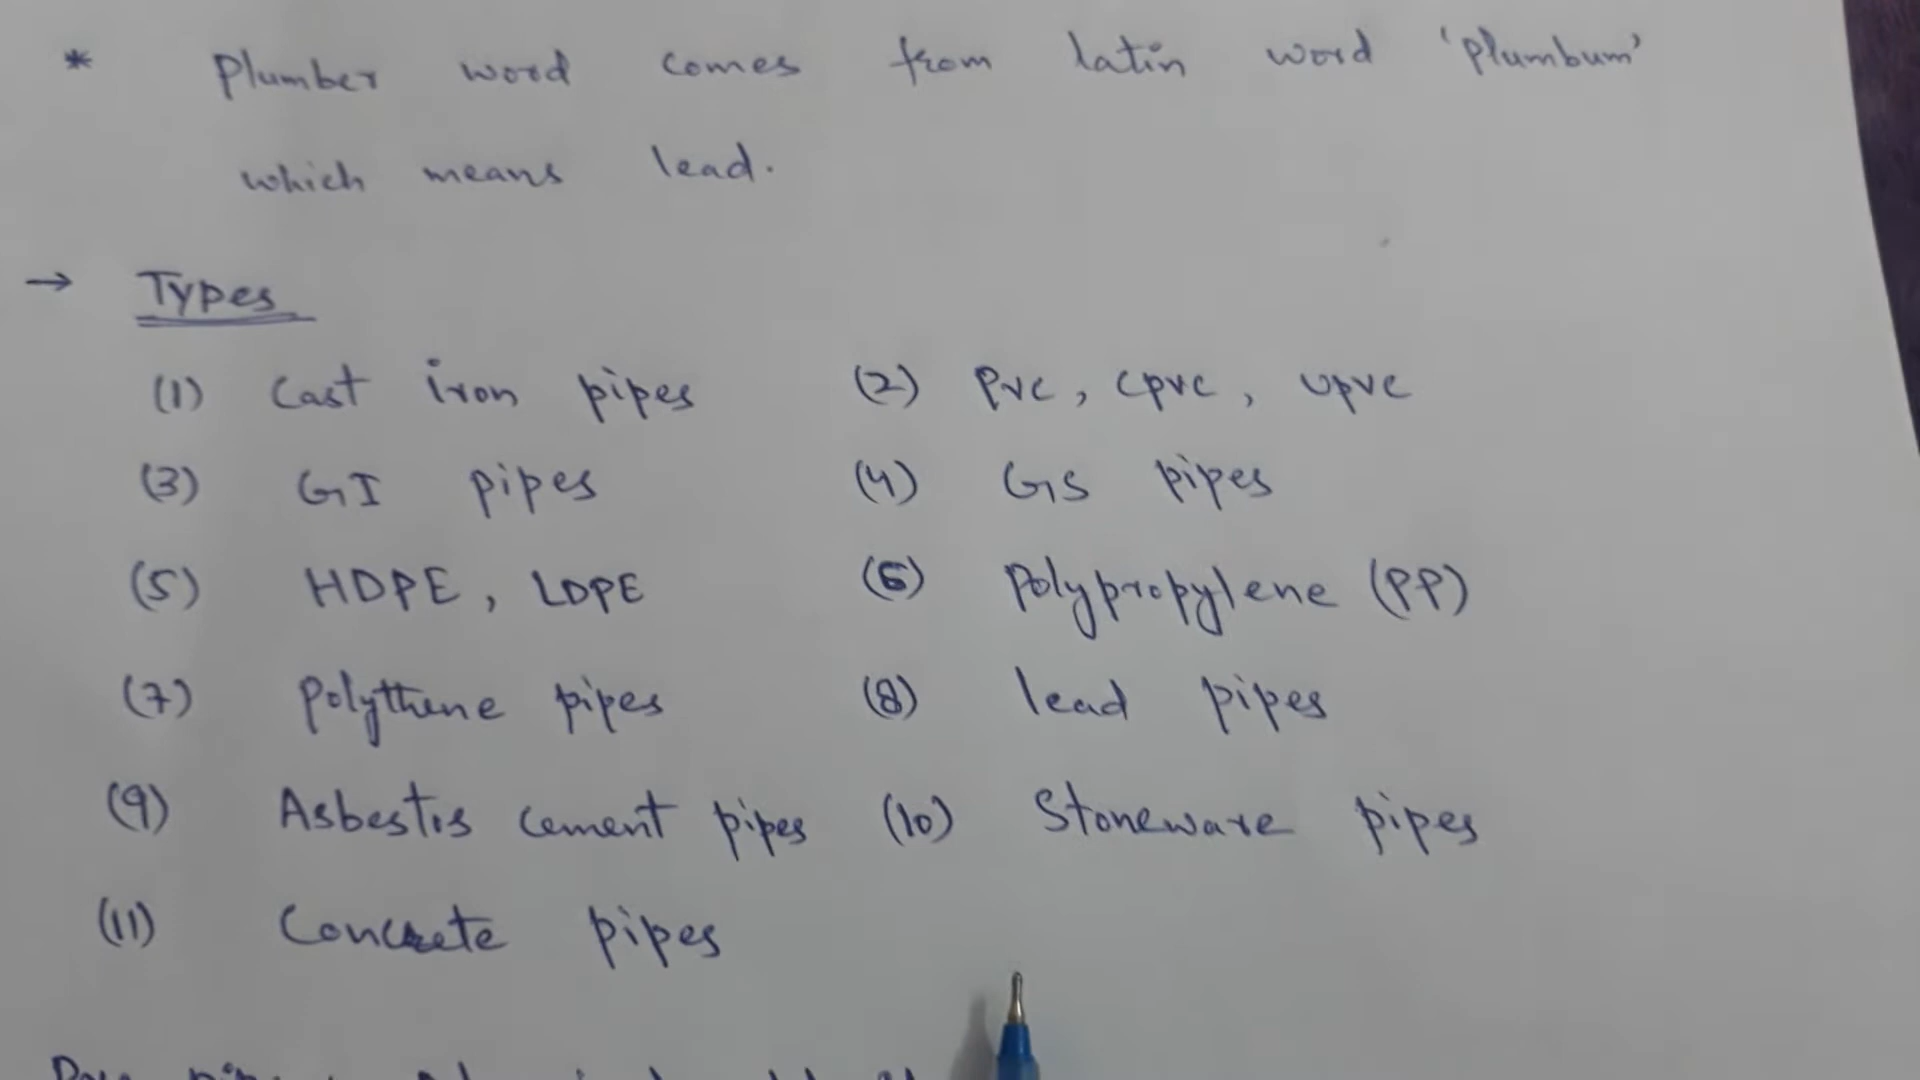 * Plumber word comes from latin word 'plumbum'
which means lead.
→ Types
(1) Cast iron pipes (2) PVC, CPVC, UPVC
(3) GI pipes (4) GS pipes
(5) HDPE, LDPE (6) Polypropylene (PP)
(7) Polythene pipes (8) lead pipes
(9) Asbestos cement pipes (10) Stoneware pipes
(11) Concrete pipes